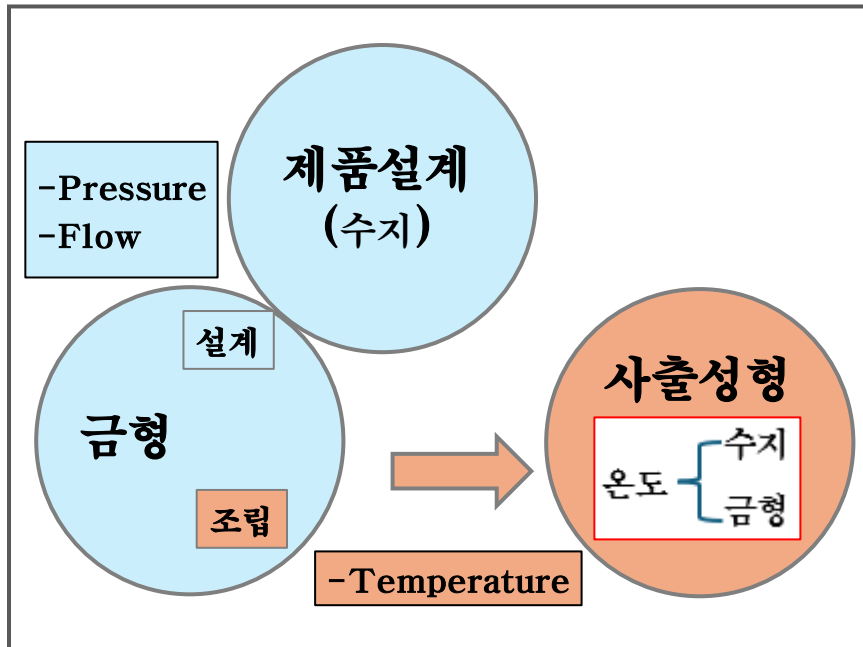 제품설계
(수지)
-Pressure
-Flow
설계
금형
조립
사출성형
온도
수지
금형
-Temperature